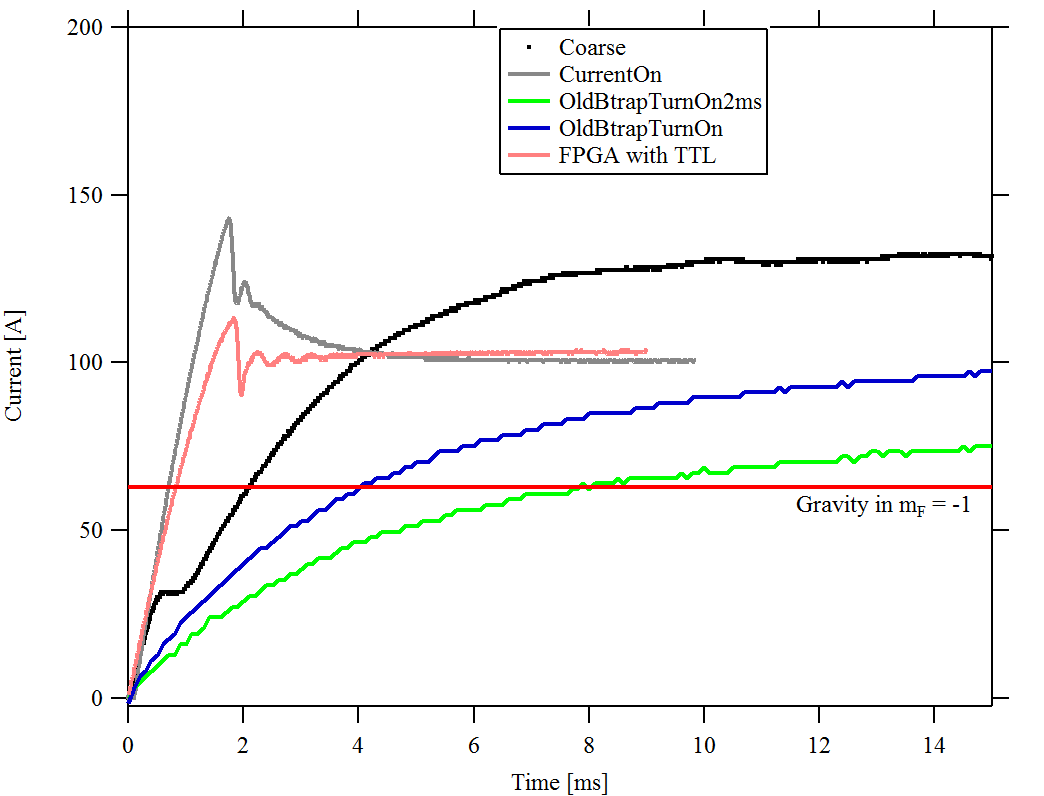 200
150
100
50
0
Current [A]
Coarse
CurrentOn
OldBtrapTurnOn2ms
OldBtrapTurnOn
FPGA with TTL
Gravity in mF = -1
0 2 4 6 8 10 12 14
Time [ms]